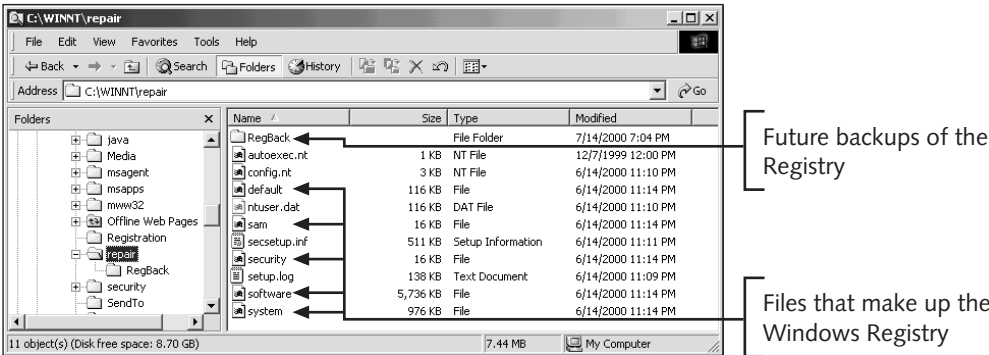 C:\WINNT\repair
File Edit View Favorites Tools Help
Back Search Folders History
Address C:\WINNT\repair Go
Folders
java
Media
msagent
msapps
mww32
Offline Web Pages
Registration
repair
RegBack
security
SendTo
Name Size Type Modified
RegBack File Folder 7/14/2000 7:04 PM
autoexec.nt 1 KB NT File 12/7/1999 12:00 PM
config.nt 3 KB NT File 6/14/2000 11:10 PM
default 116 KB File 6/14/2000 11:14 PM
ntuser.dat 116 KB DAT File 6/14/2000 11:10 PM
sam 16 KB File 6/14/2000 11:14 PM
secsetup.inf 511 KB Setup Information 6/14/2000 11:11 PM
security 16 KB File 6/14/2000 11:14 PM
setup.log 138 KB Text Document 6/14/2000 11:09 PM
software 5,736 KB File 6/14/2000 11:14 PM
system 976 KB File 6/14/2000 11:14 PM
11 object(s) (Disk free space: 8.70 GB) 7.44 MB My Computer
Future backups of the
Registry
Files that make up the
Windows Registry